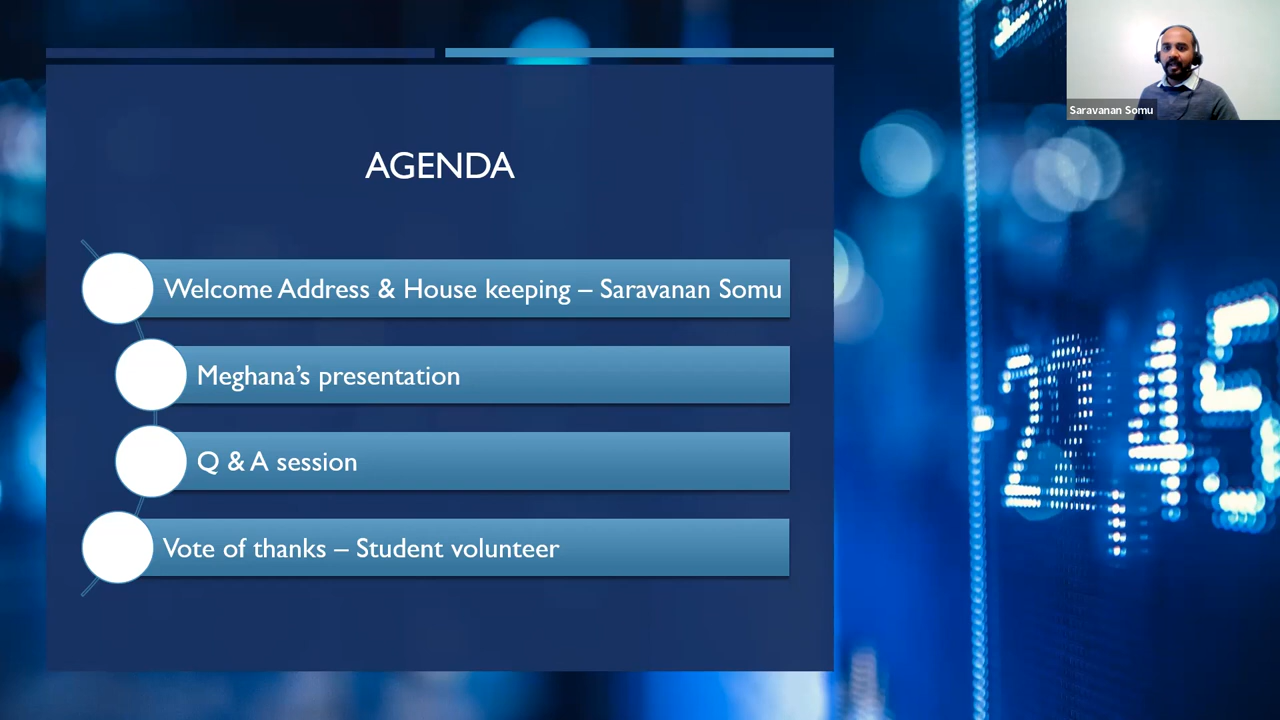 Saravanan Somu
AGENDA
Welcome Address & House keeping – Saravanan Somu
Meghana’s presentation
Q & A session
Vote of thanks – Student volunteer